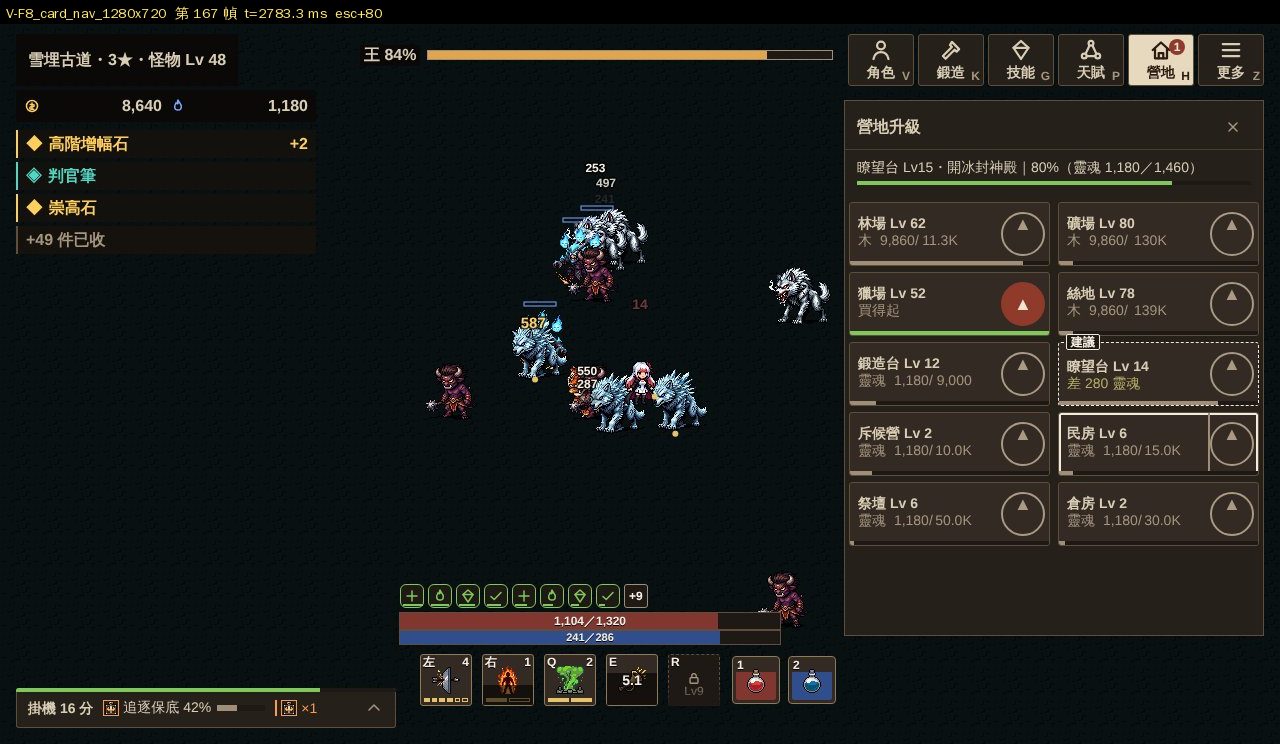 V-F8_card_nav_1280x720 第 167 幀 t=2783.3 ms esc+80
雪埋古道・3★・怪物 Lv 48
王 84%
角色 V
鍛造 K
技能 G
天賦 P
營地 H 1
更多 Z
8,640 1,180
高階增幅石 +2
判官筆
崇高石
+49 件已收
營地升級
瞭望台 Lv15・開冰封神殿｜80%（靈魂 1,180／1,460）
林場 Lv 62
木 9,860/ 11.3K
礦場 Lv 80
木 9,860/ 130K
獵場 Lv 52
買得起
絲地 Lv 78
木 9,860/ 139K
鍛造台 Lv 12
靈魂 1,180/ 9,000
建議
瞭望台 Lv 14
差 280 靈魂
斥候營 Lv 2
靈魂 1,180/ 10.0K
民房 Lv 6
靈魂 1,180/ 15.0K
祭壇 Lv 6
靈魂 1,180/ 50.0K
倉房 Lv 2
靈魂 1,180/ 30.0K
253
497
241
14
587
550
287
+9
1,104／1,320
241／286
左 4
右 1
Q 2
E 5.1
R Lv9
1
2
掛機 16 分 追逐保底 42% ×1